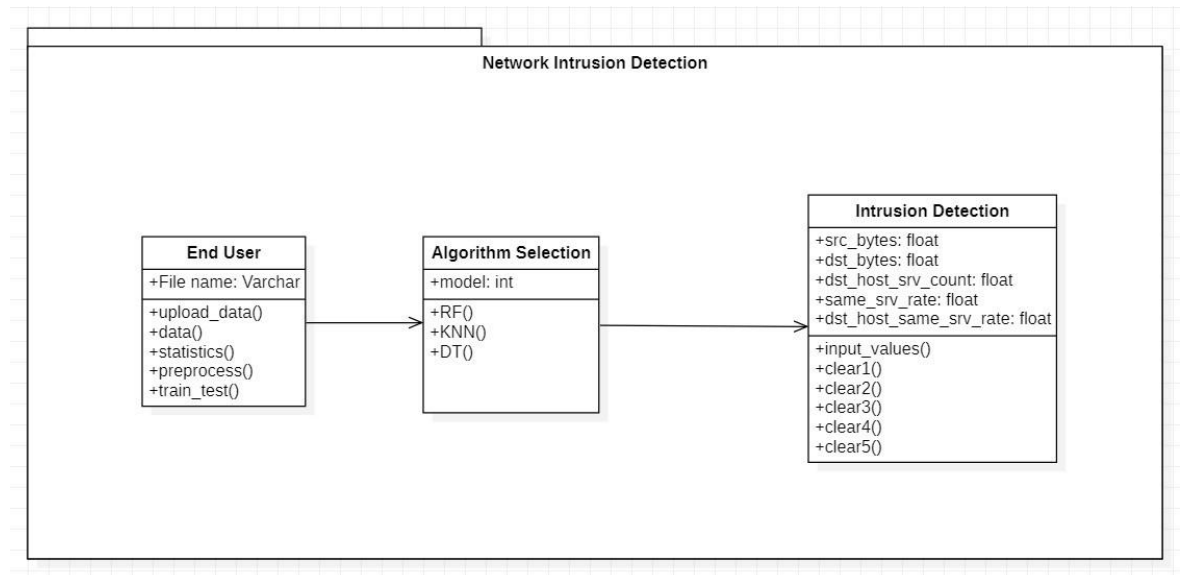 Network Intrusion Detection
End User
+File name: Varchar
+upload_data()
+data()
+statistics()
+preprocess()
+train_test()
Algorithm Selection
+model: int
+RF()
+KNN()
+DT()
Intrusion Detection
+src_bytes: float
+dst_bytes: float
+dst_host_srv_count: float
+same_srv_rate: float
+dst_host_same_srv_rate: float
+input_values()
+clear1()
+clear2()
+clear3()
+clear4()
+clear5()